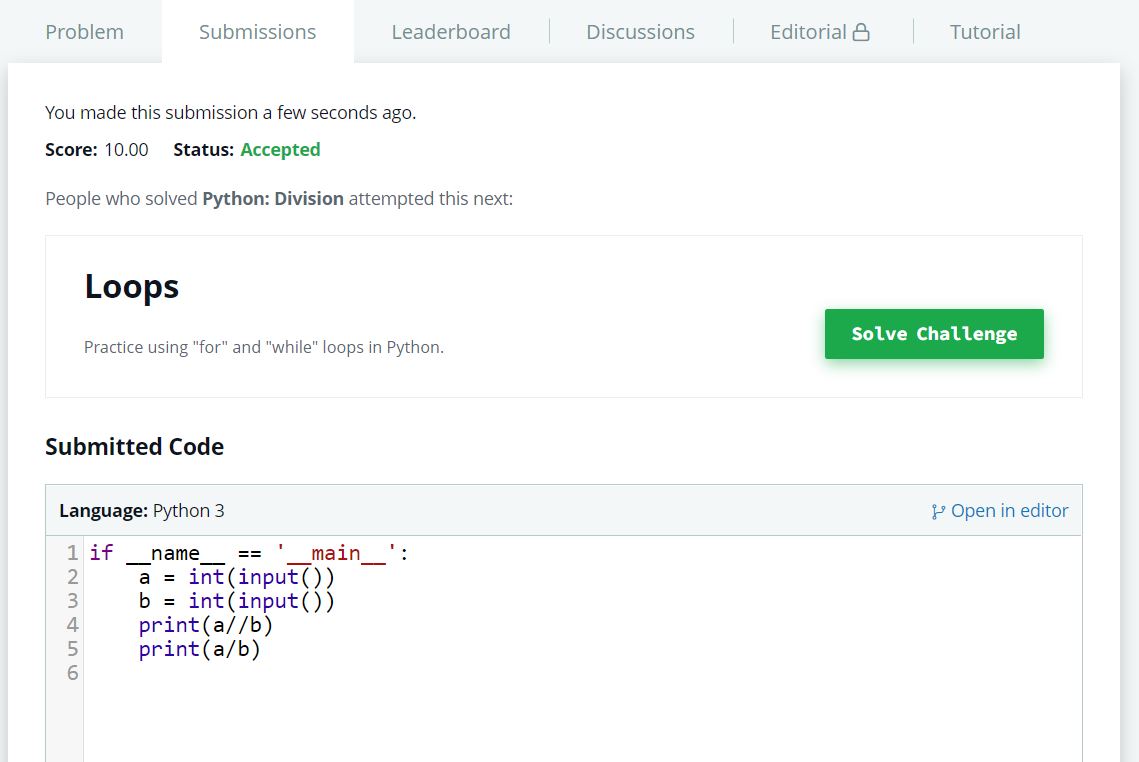 Problem Submissions Leaderboard Discussions Editorial Tutorial
You made this submission a few seconds ago.
Score: 10.00 Status: Accepted
People who solved Python: Division attempted this next:
Loops
Practice using "for" and "while" loops in Python.
Solve Challenge
Submitted Code
Language: Python 3 Open in editor
1 if __name__ == '__main__':
2     a = int(input())
3     b = int(input())
4     print(a//b)
5     print(a/b)
6